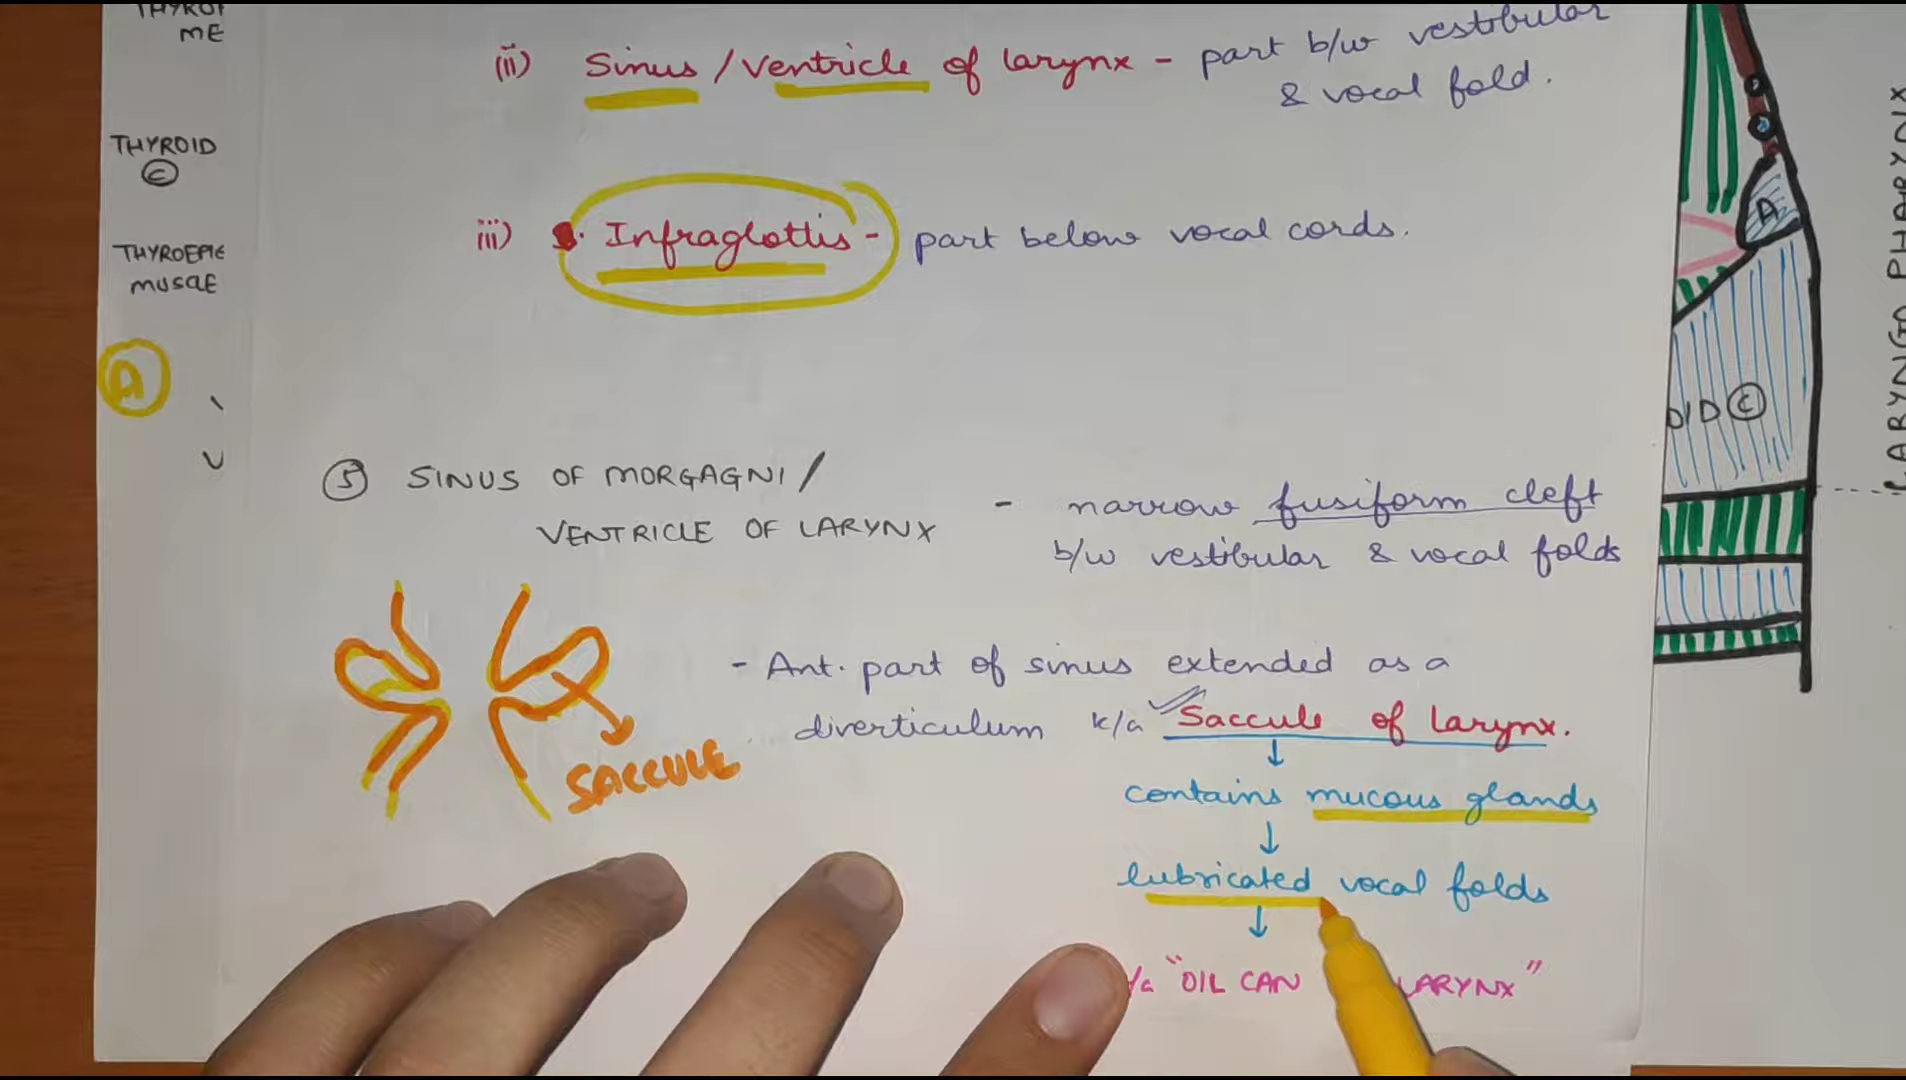 ME
THYROID
C
THYROEPIG
MUSCLE
A
(ii) Sinus / Ventricle of larynx - part b/w vestibular
& vocal fold.
iii) Infraglottis - part below vocal cords.
5 SINUS OF MORGAGNI /
VENTRICLE OF LARYNX
- narrow fusiform cleft
b/w vestibular & vocal folds
- Ant. part of sinus extended as a
diverticulum k/a Saccule of larynx.
SACCULE
contains mucous glands
lubricated vocal folds
/a "OIL CAN LARYNX"
A
OID C
LARYNGO PHARYNX